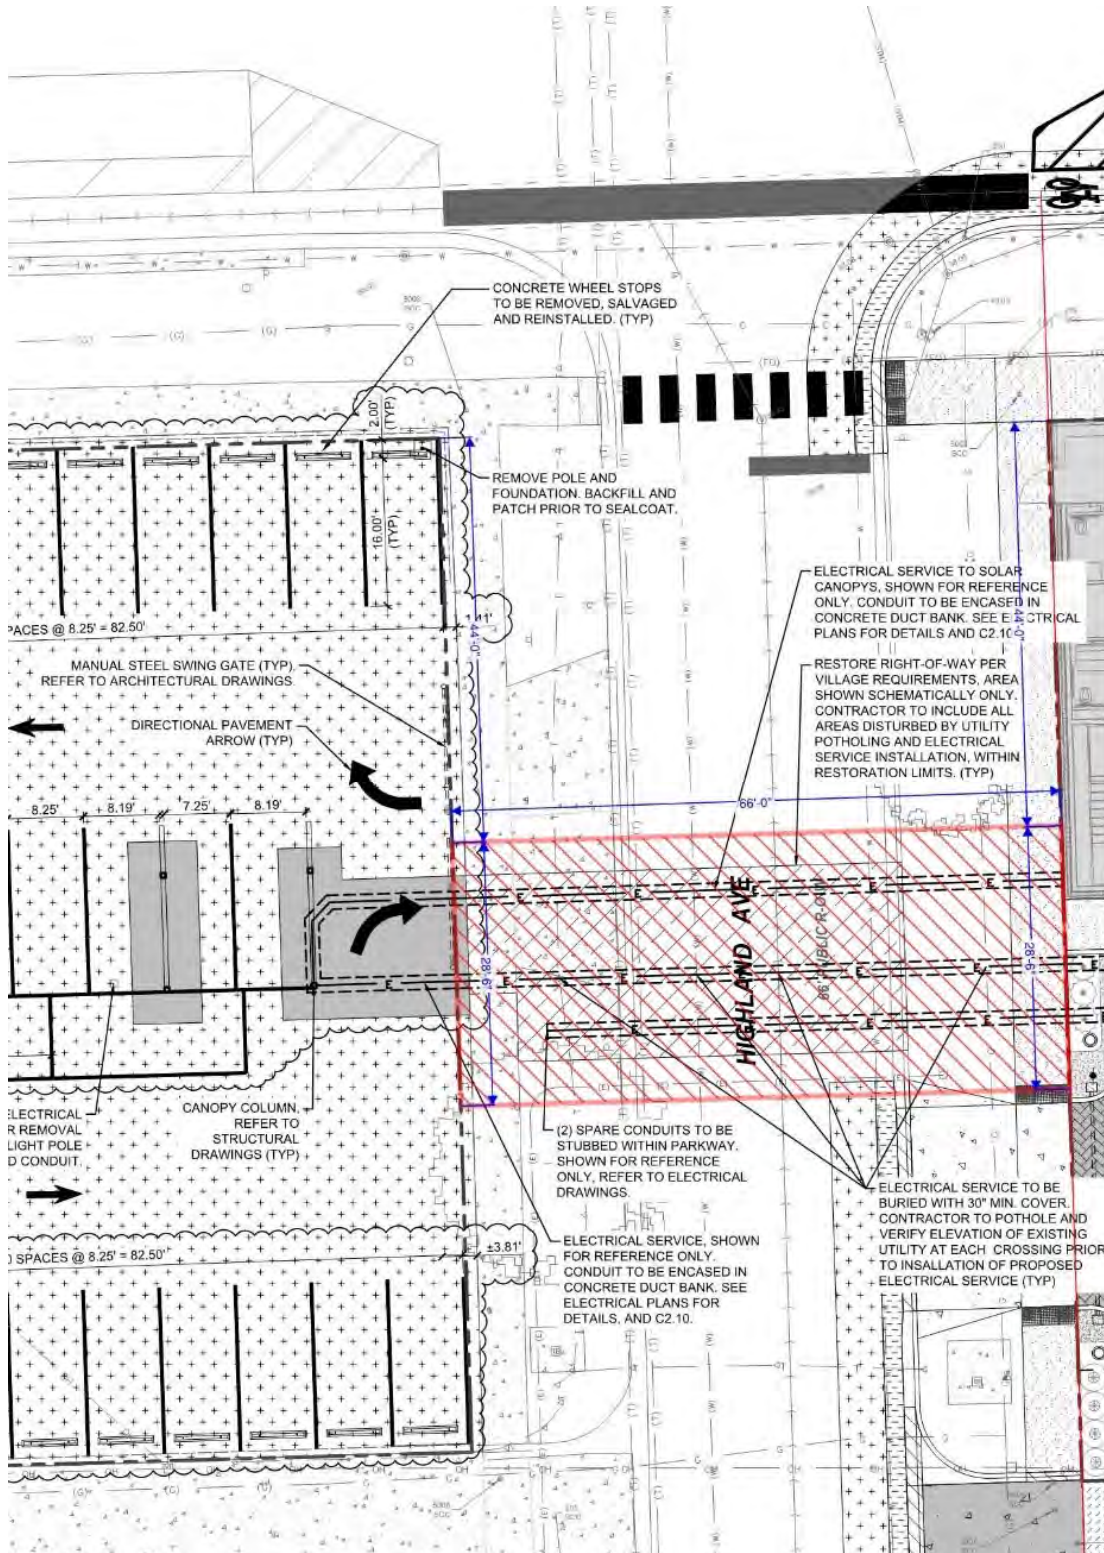 CONCRETE WHEEL STOPS
TO BE REMOVED, SALVAGED
AND REINSTALLED. (TYP)
2.00'
(TYP)
REMOVE POLE AND
FOUNDATION. BACKFILL AND
PATCH PRIOR TO SEALCOAT.
16.00'
(TYP)
ELECTRICAL SERVICE TO SOLAR
CANOPYS, SHOWN FOR REFERENCE
ONLY. CONDUIT TO BE ENCASED IN
CONCRETE DUCT BANK. SEE ELECTRICAL
PLANS FOR DETAILS AND C2.10
44'-0"
44'-0"
PACES @ 8.25' = 82.50'
MANUAL STEEL SWING GATE (TYP)
REFER TO ARCHITECTURAL DRAWINGS
RESTORE RIGHT-OF-WAY PER
VILLAGE REQUIREMENTS, AREA
SHOWN SCHEMATICALLY ONLY.
CONTRACTOR TO INCLUDE ALL
AREAS DISTURBED BY UTILITY
POTHOLING AND ELECTRICAL
SERVICE INSTALLATION, WITHIN
RESTORATION LIMITS. (TYP)
DIRECTIONAL PAVEMENT
ARROW (TYP)
8.25'
8.19'
7.25'
8.19'
66'-0"
HIGHLAND AVE
66' PUBLIC R-O-W
28'-6"
28'-6"
E E E E
E E E E E E
E E E E
ELECTRICAL
R REMOVAL
LIGHT POLE
D CONDUIT.
CANOPY COLUMN,
REFER TO
STRUCTURAL
DRAWINGS (TYP)
(2) SPARE CONDUITS TO BE
STUBBED WITHIN PARKWAY.
SHOWN FOR REFERENCE
ONLY, REFER TO ELECTRICAL
DRAWINGS.
ELECTRICAL SERVICE TO BE
BURIED WITH 30" MIN. COVER.
CONTRACTOR TO POTHOLE AND
VERIFY ELEVATION OF EXISTING
UTILITY AT EACH CROSSING PRIOR
TO INSALLATION OF PROPOSED
ELECTRICAL SERVICE (TYP)
SPACES @ 8.25' = 82.50'
±3.81'
ELECTRICAL SERVICE, SHOWN
FOR REFERENCE ONLY.
CONDUIT TO BE ENCASED IN
CONCRETE DUCT BANK. SEE
ELECTRICAL PLANS FOR
DETAILS, AND C2.10.